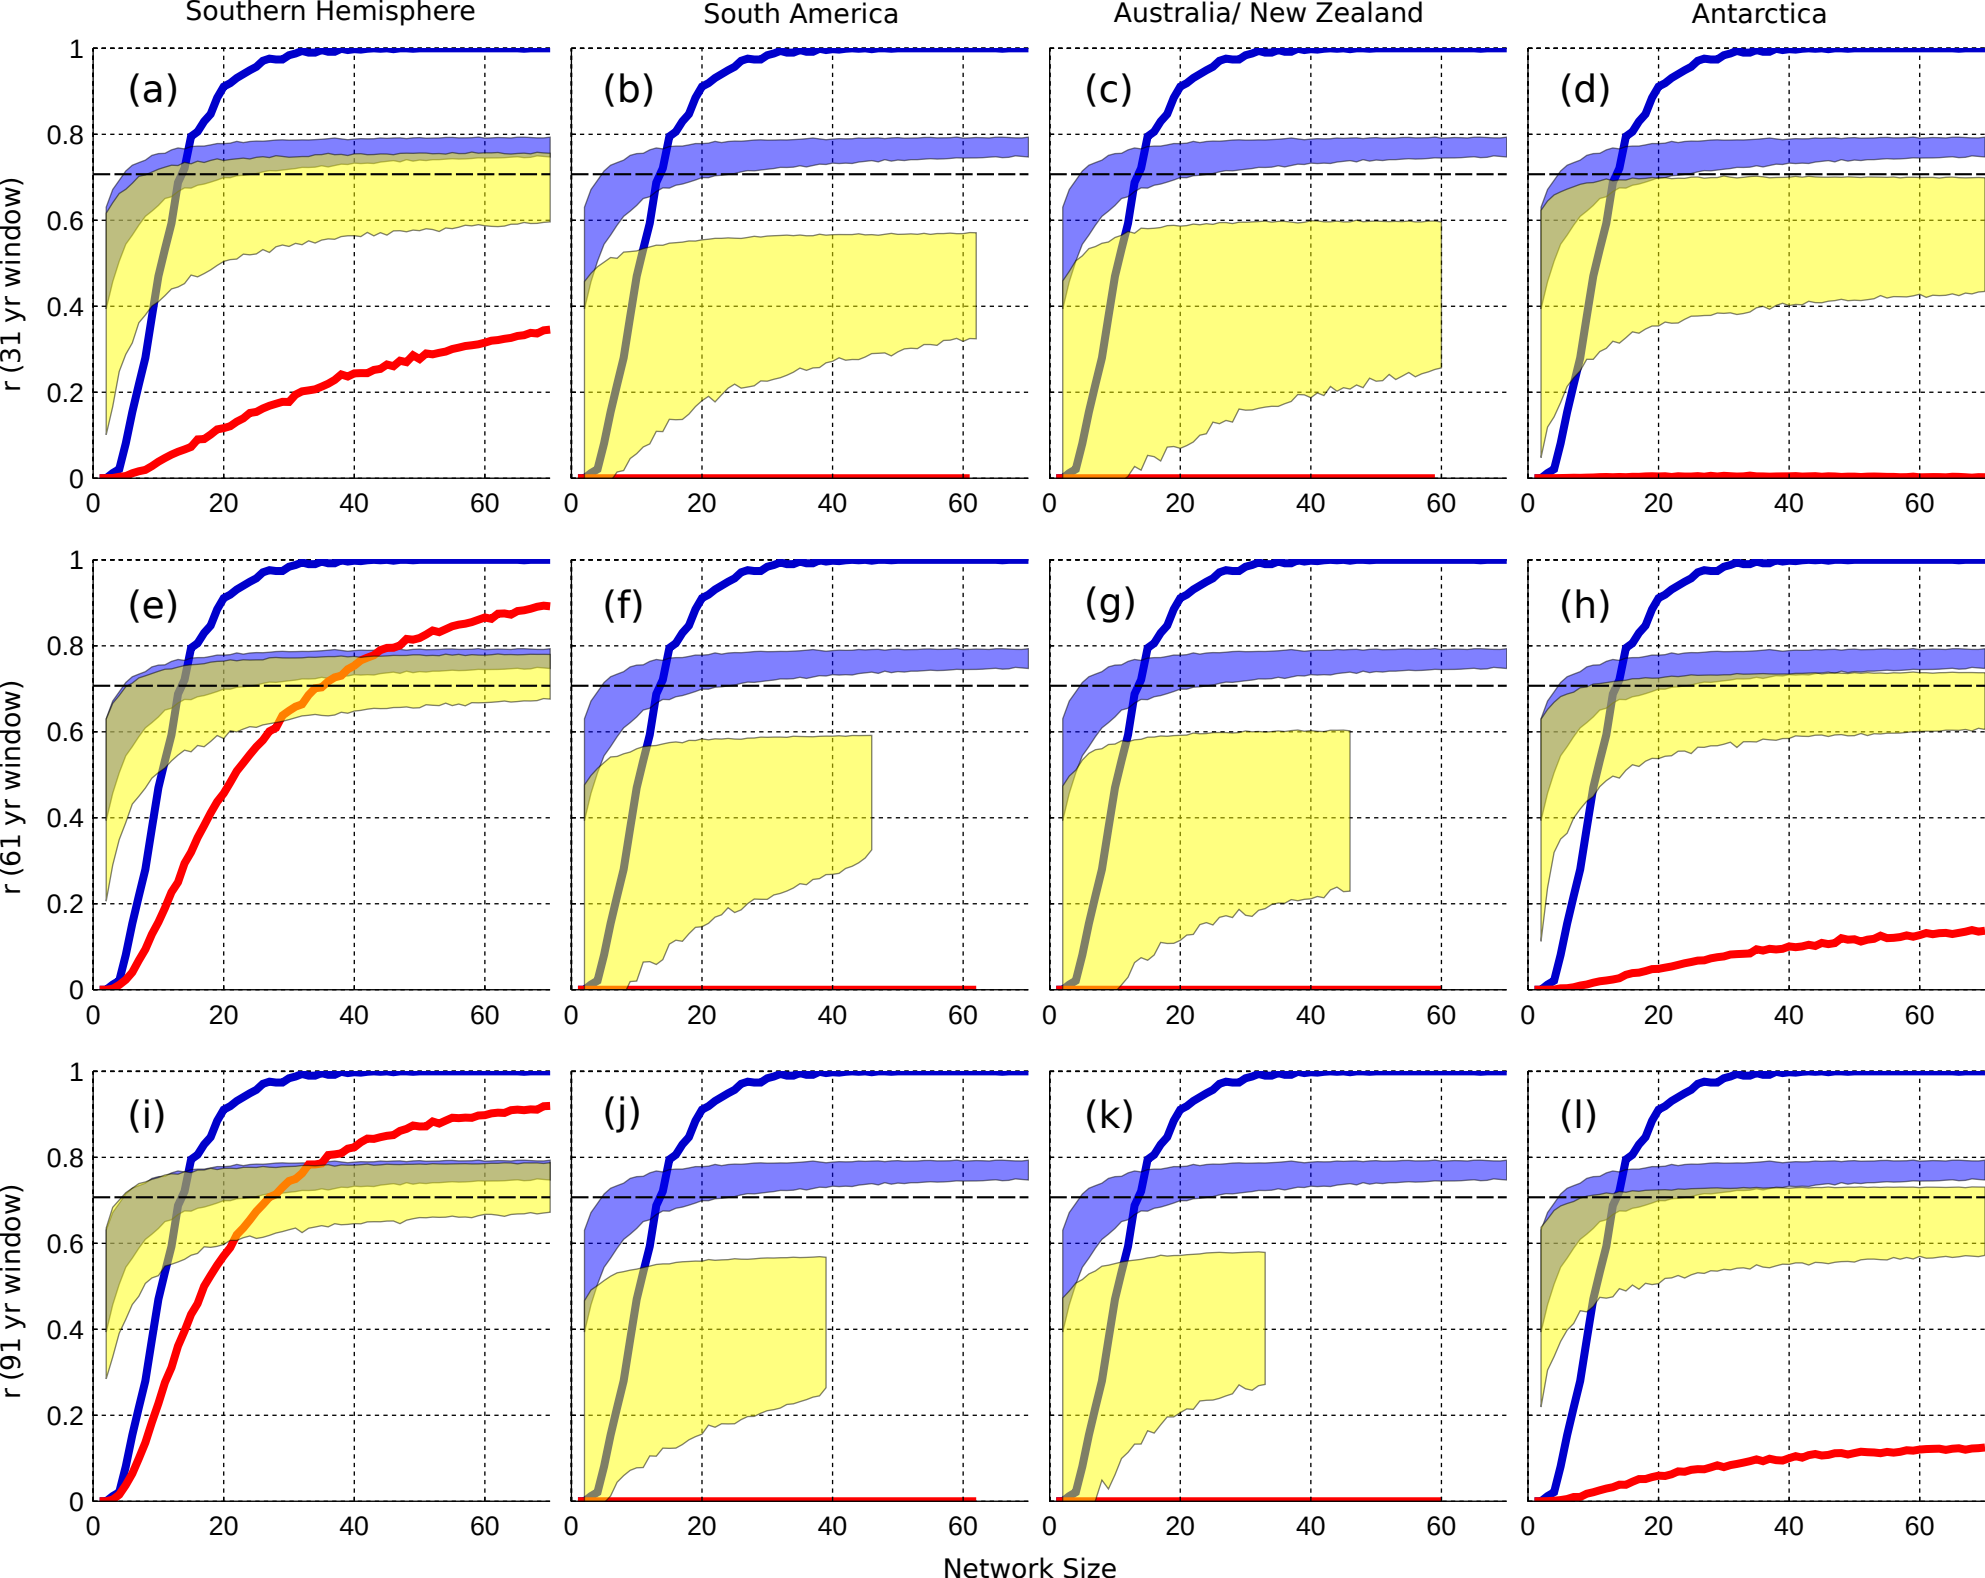 Southern Hemisphere South America Australia/ New Zealand Antarctica
r (31 yr window)
(a) (b) (c) (d)
1
0.8
0.6
0.4
0.2
0
0 20 40 60 0 20 40 60 0 20 40 60 0 20 40 60
r (61 yr window)
(e) (f) (g) (h)
1
0.8
0.6
0.4
0.2
0
0 20 40 60 0 20 40 60 0 20 40 60 0 20 40 60
r (91 yr window)
(i) (j) (k) (l)
1
0.8
0.6
0.4
0.2
0
0 20 40 60 0 20 40 60 0 20 40 60 0 20 40 60
Network Size